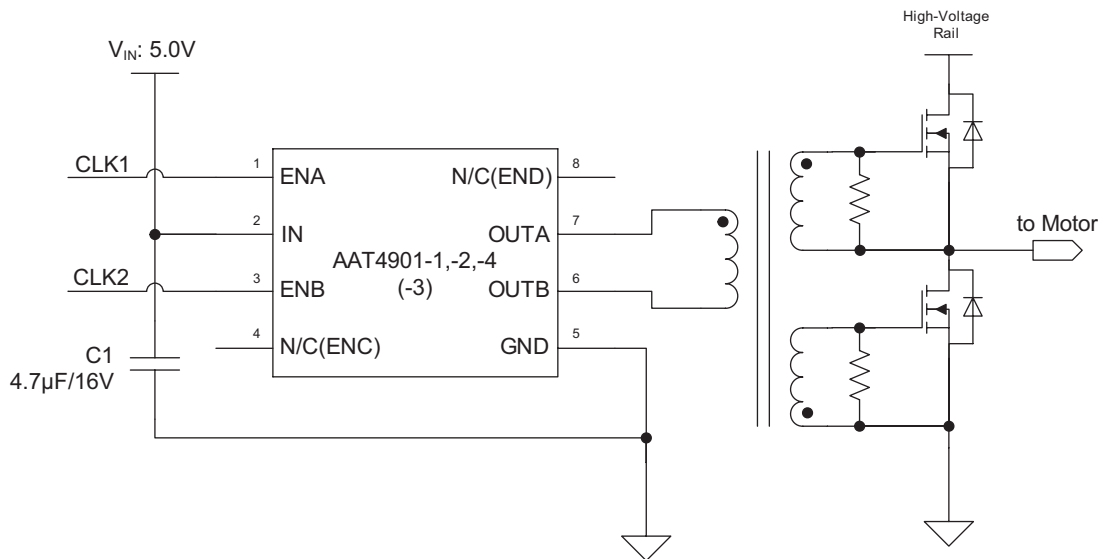 High-Voltage
Rail
V_IN: 5.0V
CLK1
1
ENA
N/C(END)
8
2
IN
OUTA
7
to Motor
AAT4901-1,-2,-4
(-3)
CLK2
3
ENB
OUTB
6
4
N/C(ENC)
GND
5
C1
4.7µF/16V